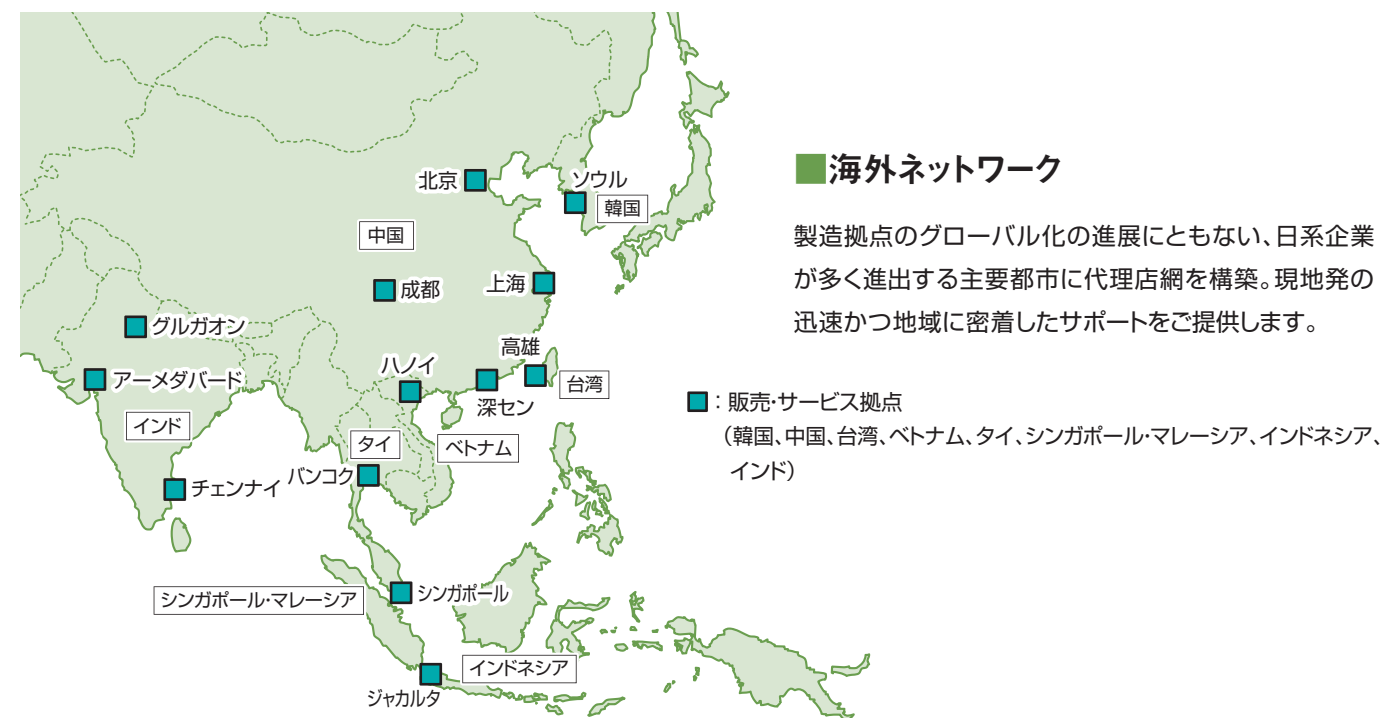 北京
ソウル
韓国
中国
成都
上海
グルガオン
高雄
ハノイ
アーメダバード
台湾
深セン
インド
タイ
ベトナム
バンコク
チェンナイ
シンガポール
シンガポール・マレーシア
インドネシア
ジャカルタ
■海外ネットワーク
製造拠点のグローバル化の進展にともない、日系企業
が多く進出する主要都市に代理店網を構築。現地発の
迅速かつ地域に密着したサポートをご提供します。
■：販売・サービス拠点
（韓国、中国、台湾、ベトナム、タイ、シンガポール・マレーシア、インドネシア、
インド）